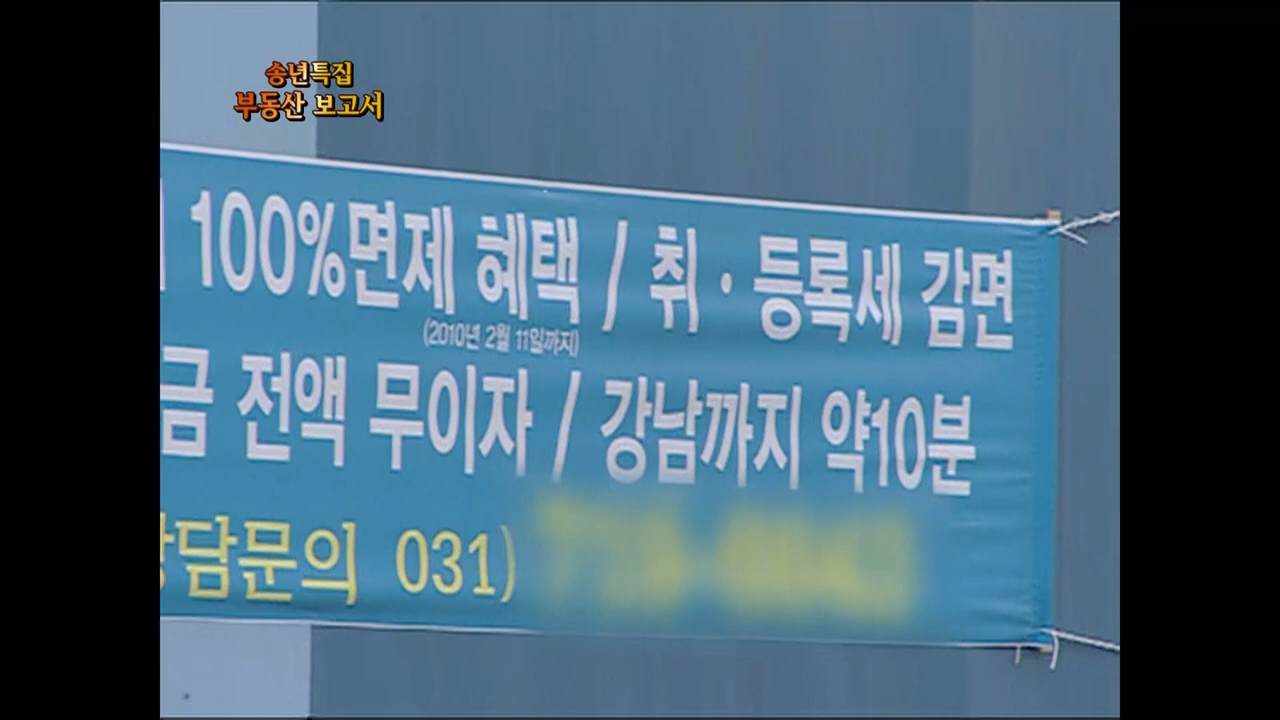 송년특집
부동산 보고서
100%면제 혜택 / 취·등록세 감면
(2010년 2월 11일까지)
금 전액 무이자 / 강남까지 약10분
상담문의 031)